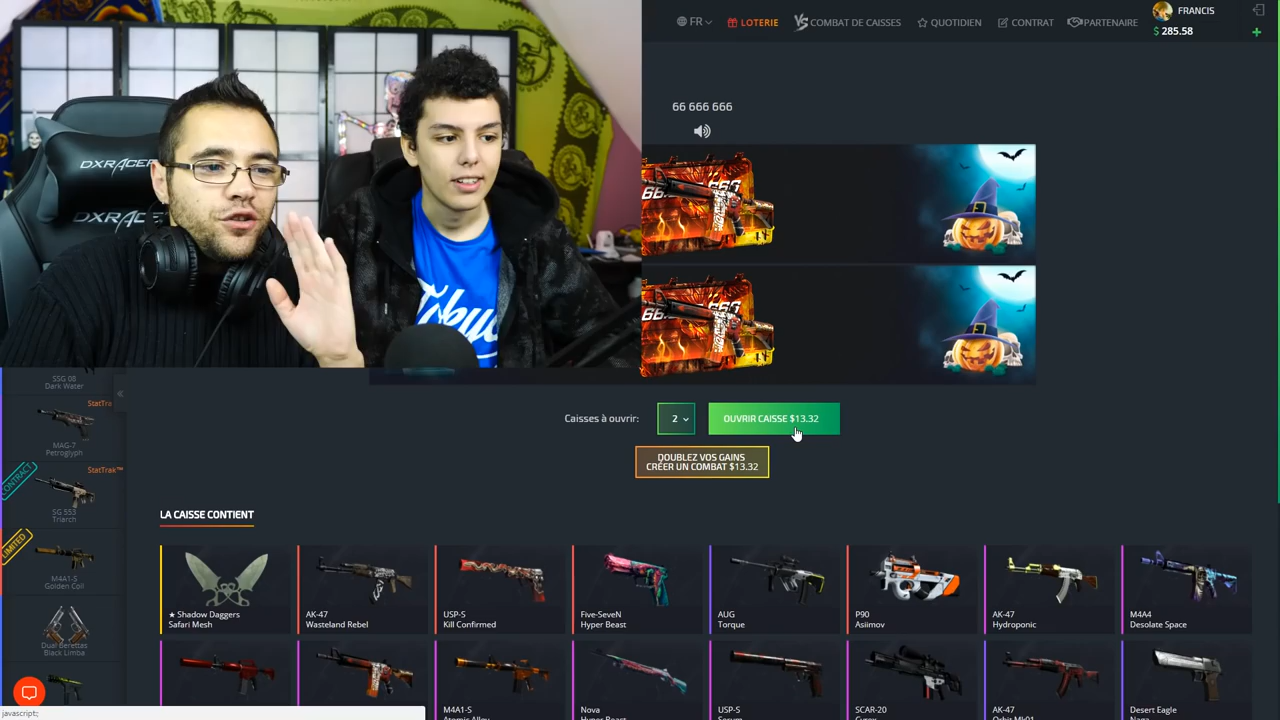 FR
LOTERIE
VS COMBAT DE CAISSES
QUOTIDIEN
CONTRAT
PARTENAIRE
FRANCIS
$ 285.58
66 666 666
DXRACER
DXRAC
Caisses à ouvrir:
2
OUVRIR CAISSE $13.32
DOUBLEZ VOS GAINS
CRÉER UN COMBAT $13.32
SSG 08
Dark Water
MAG-7
Petroglyph
CONTRACT
StatTrak™
SG 553
Triarch
LIMITED
M4A1-S
Golden Coil
Dual Berettas
Black Limba
LA CAISSE CONTIENT
★ Shadow Daggers
Safari Mesh
AK-47
Wasteland Rebel
USP-S
Kill Confirmed
Five-SeveN
Hyper Beast
AUG
Torque
P90
Asiimov
AK-47
Hydroponic
M4A4
Desolate Space
M4A1-S
Nova
USP-S
SCAR-20
AK-47
Desert Eagle
javascript:;